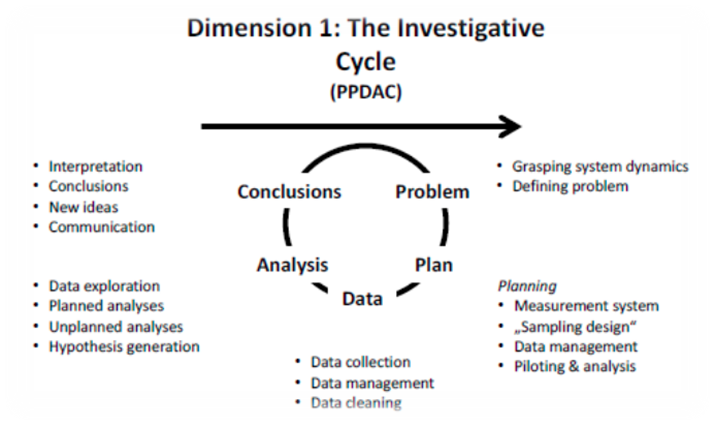 Dimension 1: The Investigative
Cycle
(PPDAC)
• Interpretation
• Conclusions
• New ideas
• Communication
Conclusions
Problem
• Grasping system dynamics
• Defining problem
Analysis
Plan
Data
• Data exploration
• Planned analyses
• Unplanned analyses
• Hypothesis generation
Planning
• Measurement system
• „Sampling design“
• Data management
• Piloting & analysis
• Data collection
• Data management
• Data cleaning